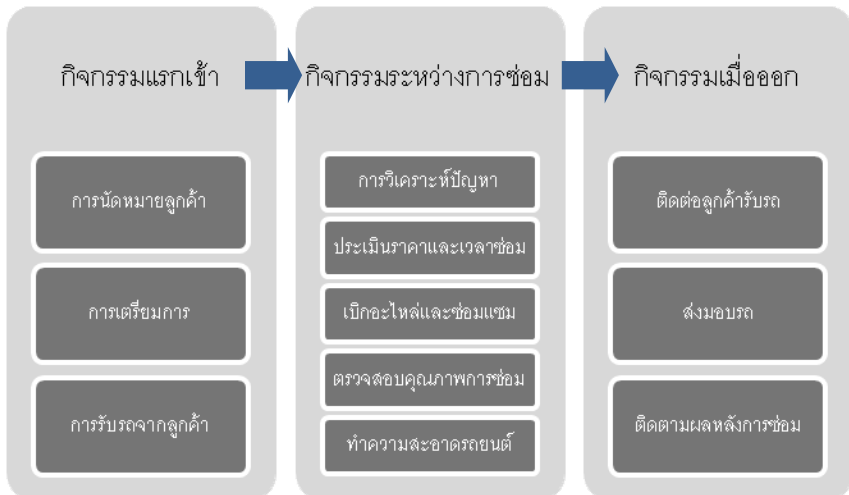 กิจกรรมแรกเข้า
การนัดหมายลูกค้า
การเตรียมการ
การรับรถจากลูกค้า
กิจกรรมระหว่างการซ่อม
การวิเคราะห์ปัญหา
ประเมินราคาและเวลาซ่อม
เบิกอะไหล่และซ่อมแซม
ตรวจสอบคุณภาพการซ่อม
ทำความสะอาดรถยนต์
กิจกรรมเมื่อออก
ติดต่อลูกค้ารับรถ
ส่งมอบรถ
ติดตามผลหลังการซ่อม